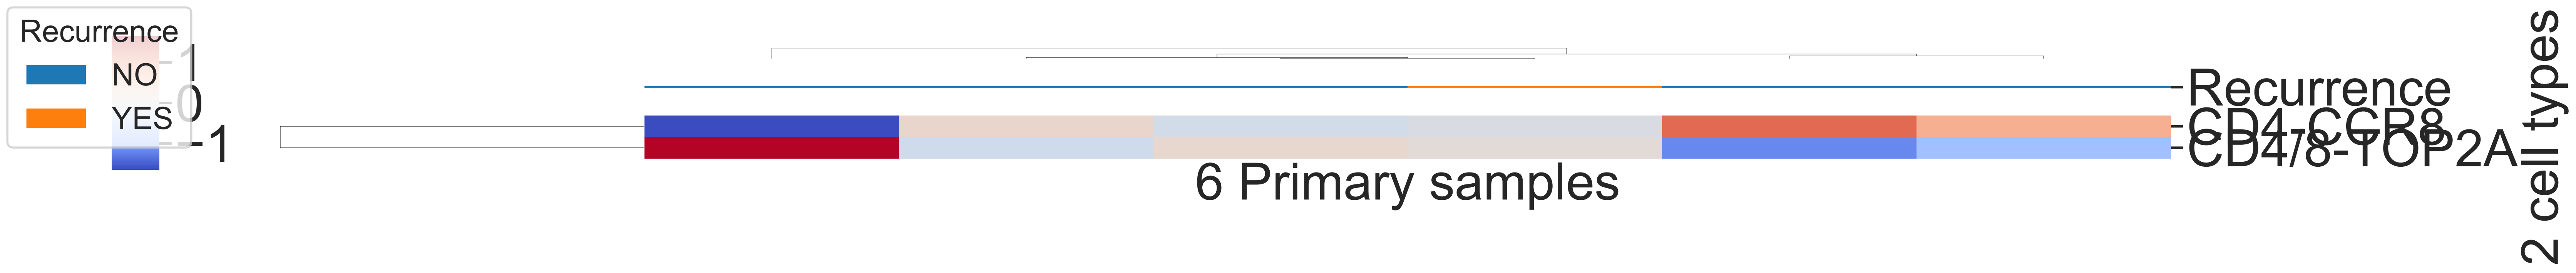 Recurrence
NO
YES
1
0
−1
Recurrence
CD4-CCR8
CD4/8-TOP2A
6 Primary samples
2 cell types